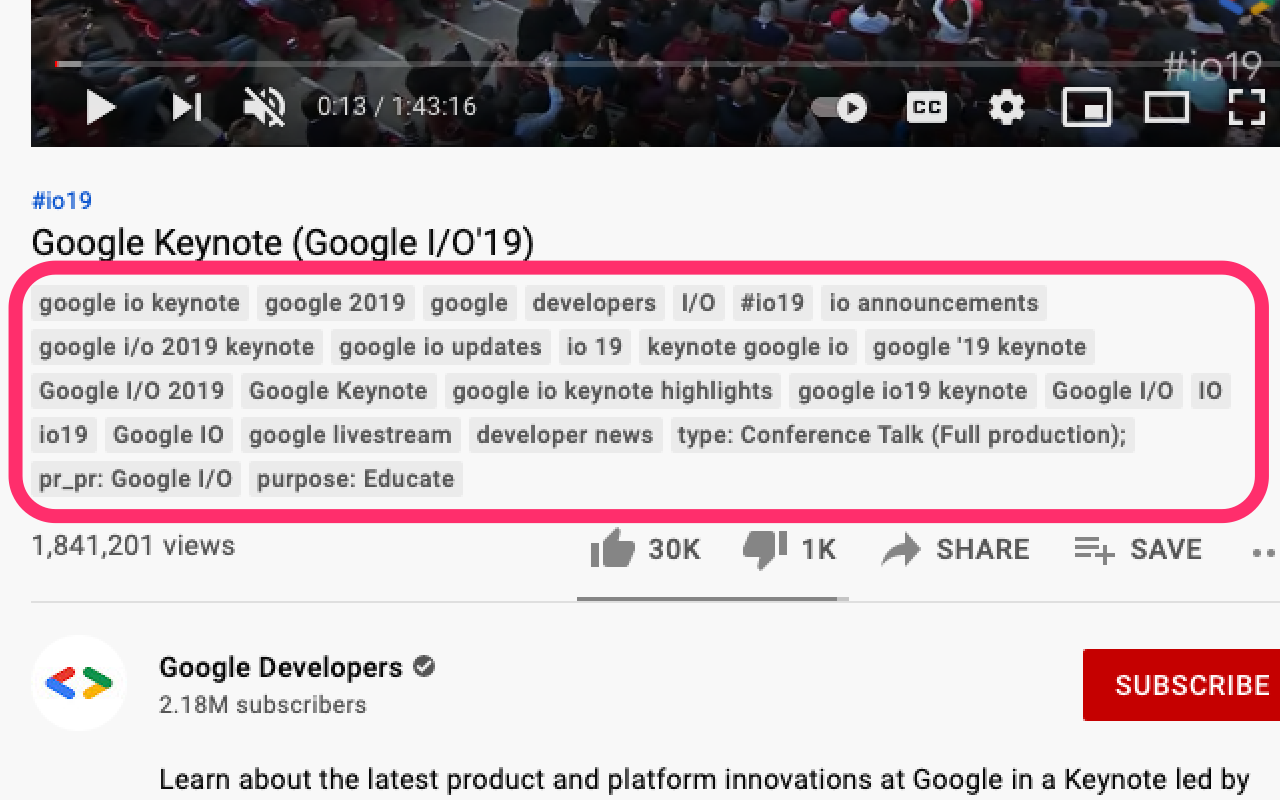 #io19
0:13 / 1:43:16
CC
#io19
Google Keynote (Google I/O'19)
google io keynote google 2019 google developers I/O #io19 io announcements
google i/o 2019 keynote google io updates io 19 keynote google io google '19 keynote
Google I/O 2019 Google Keynote google io keynote highlights google io19 keynote Google I/O IO
io19 Google IO google livestream developer news type: Conference Talk (Full production);
pr_pr: Google I/O purpose: Educate
1,841,201 views 30K 1K SHARE SAVE
Google Developers
2.18M subscribers
SUBSCRIBE
Learn about the latest product and platform innovations at Google in a Keynote led by